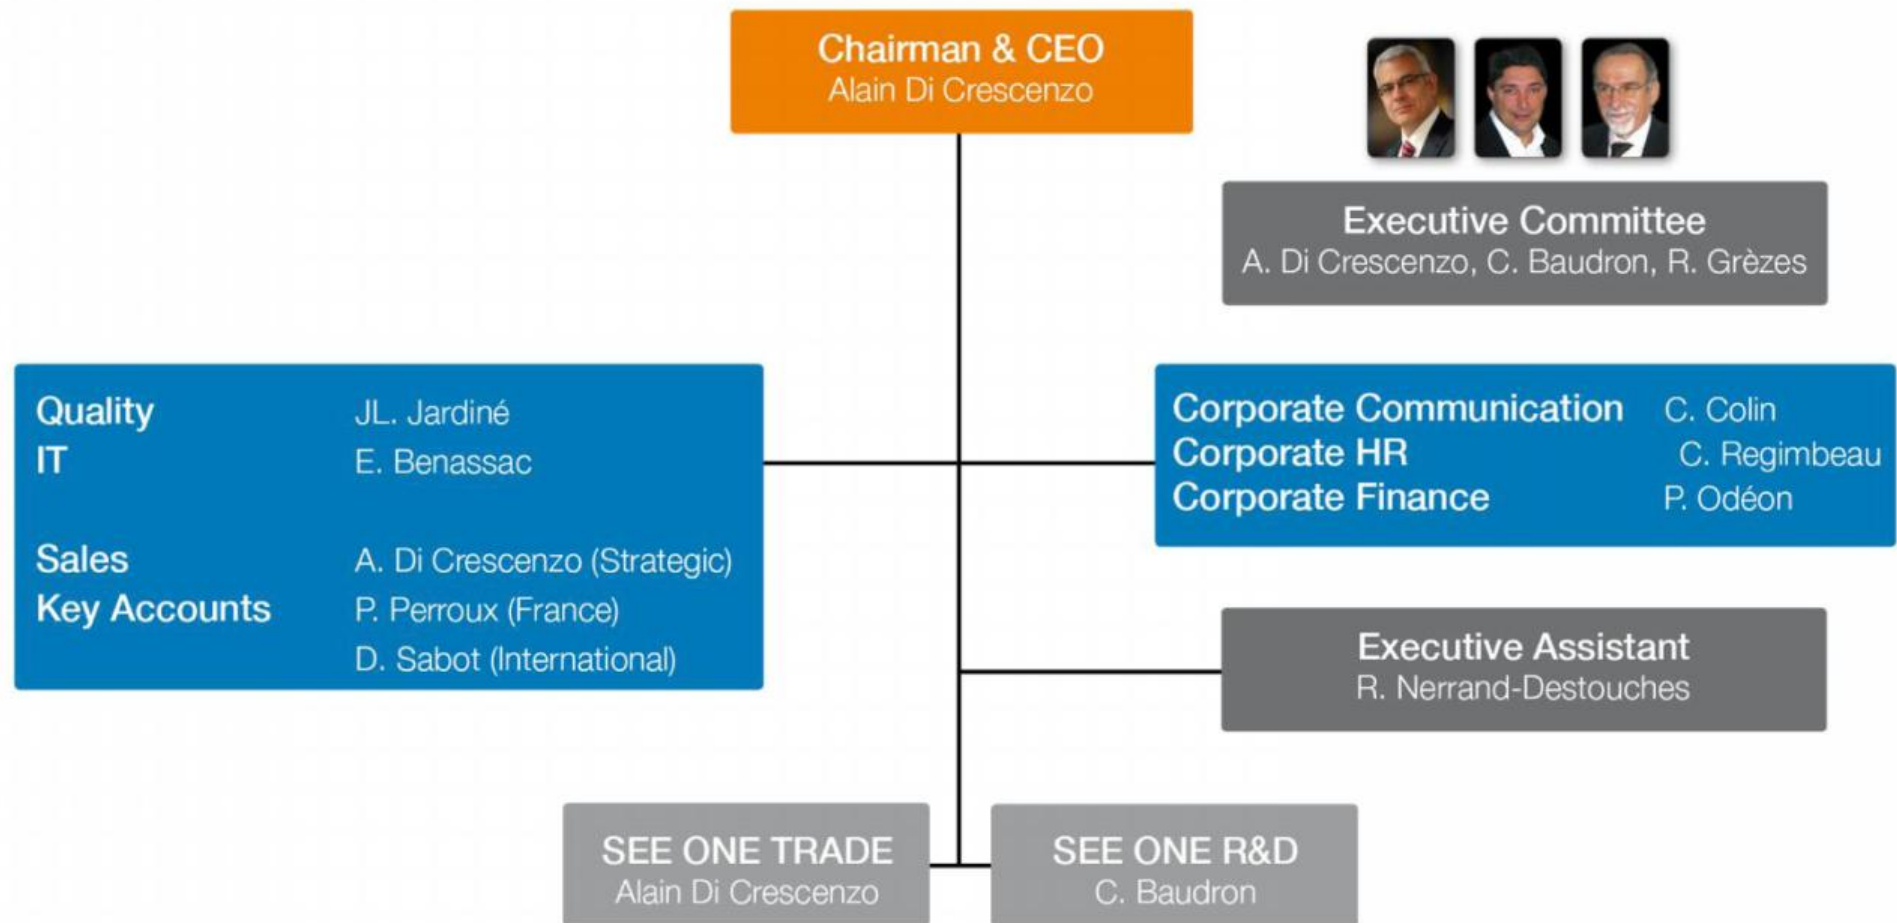 Chairman & CEO
Alain Di Crescenzo
Executive Committee
A. Di Crescenzo, C. Baudron, R. Grèzes
Quality JL. Jardiné
IT E. Benassac
Sales A. Di Crescenzo (Strategic)
Key Accounts P. Perroux (France)
D. Sabot (International)
Corporate Communication C. Colin
Corporate HR C. Regimbeau
Corporate Finance P. Odéon
Executive Assistant
R. Nerrand-Destouches
SEE ONE TRADE
Alain Di Crescenzo
SEE ONE R&D
C. Baudron